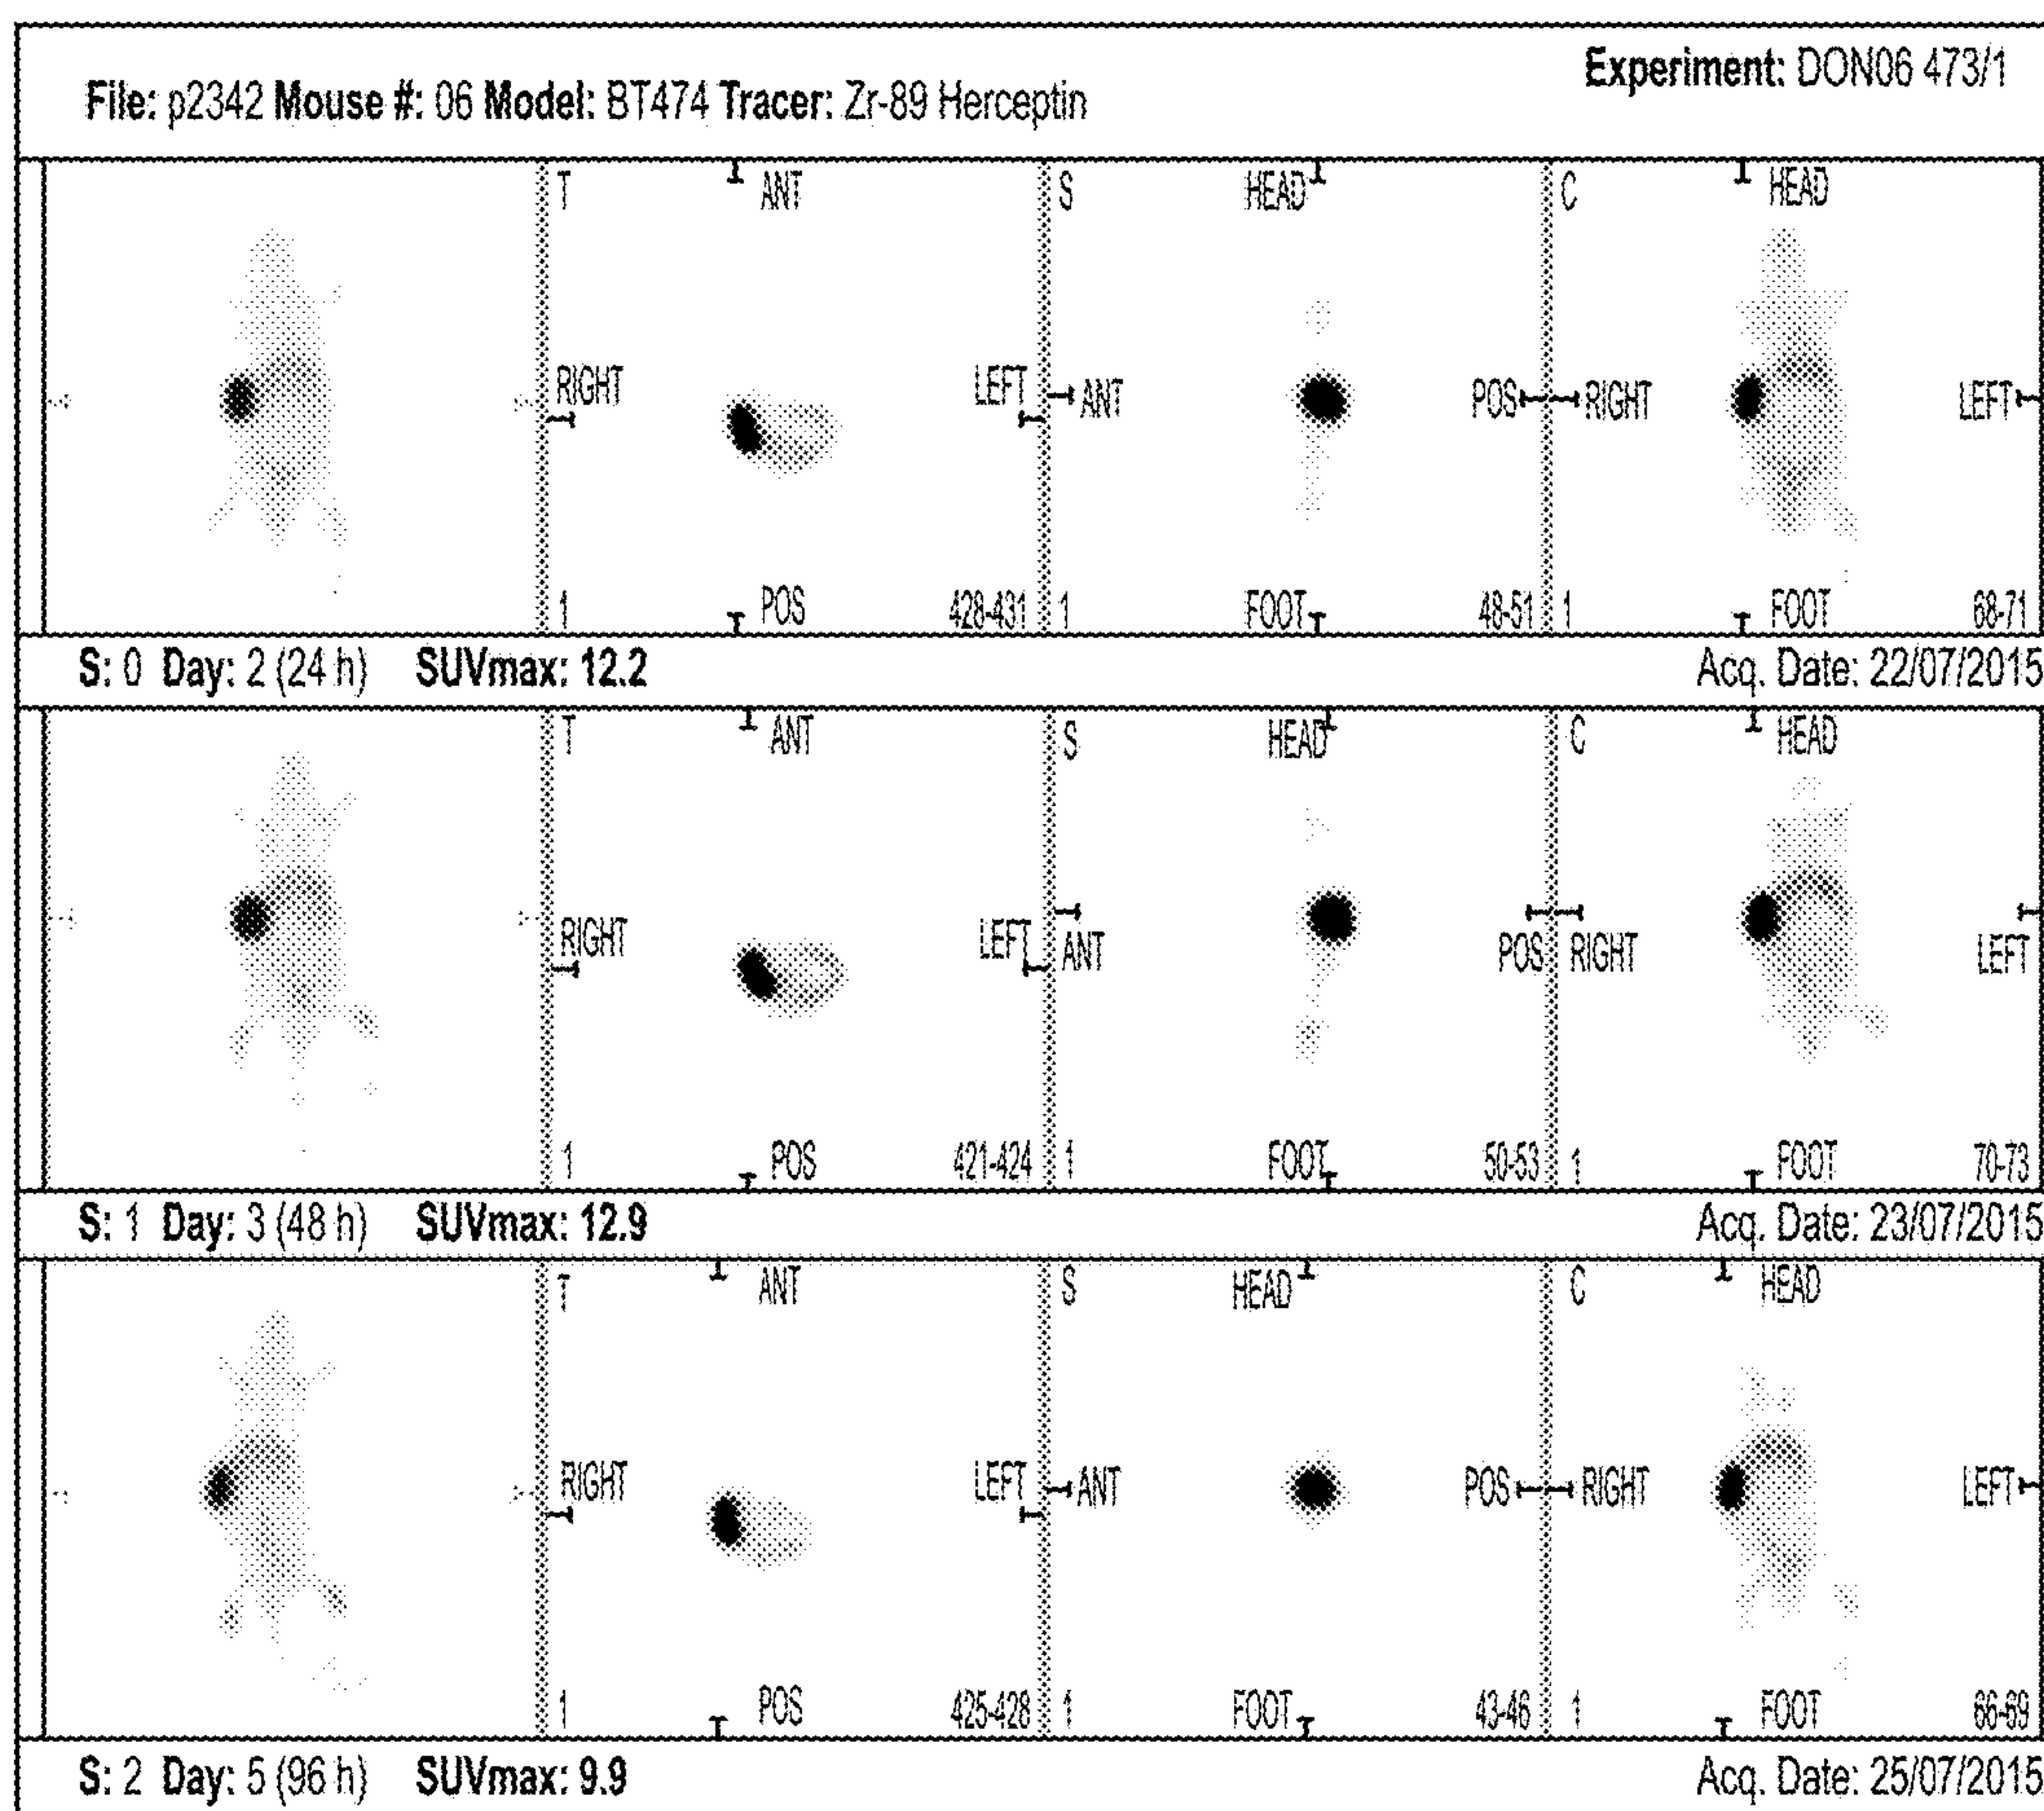 Experiment: DON06 473/1
File: p2342 Mouse #: 06 Model: BT474 Tracer: Zr-89 Herceptin
T ANT S HEAD C HEAD
RIGHT LEFT ANT POS RIGHT LEFT
1 POS 428-431 1 FOOT 48-51 1 FOOT 68-71
S: 0 Day: 2 (24 h) SUVmax: 12.2 Acq. Date: 22/07/2015
T ANT S HEAD C HEAD
RIGHT LEFT ANT POS RIGHT LEFT
1 POS 421-424 1 FOOT 50-53 1 FOOT 70-73
S: 1 Day: 3 (48 h) SUVmax: 12.9 Acq. Date: 23/07/2015
T ANT S HEAD C HEAD
RIGHT LEFT ANT POS RIGHT LEFT
1 POS 425-428 1 FOOT 43-46 1 FOOT 66-69
S: 2 Day: 5 (96 h) SUVmax: 9.9 Acq. Date: 25/07/2015